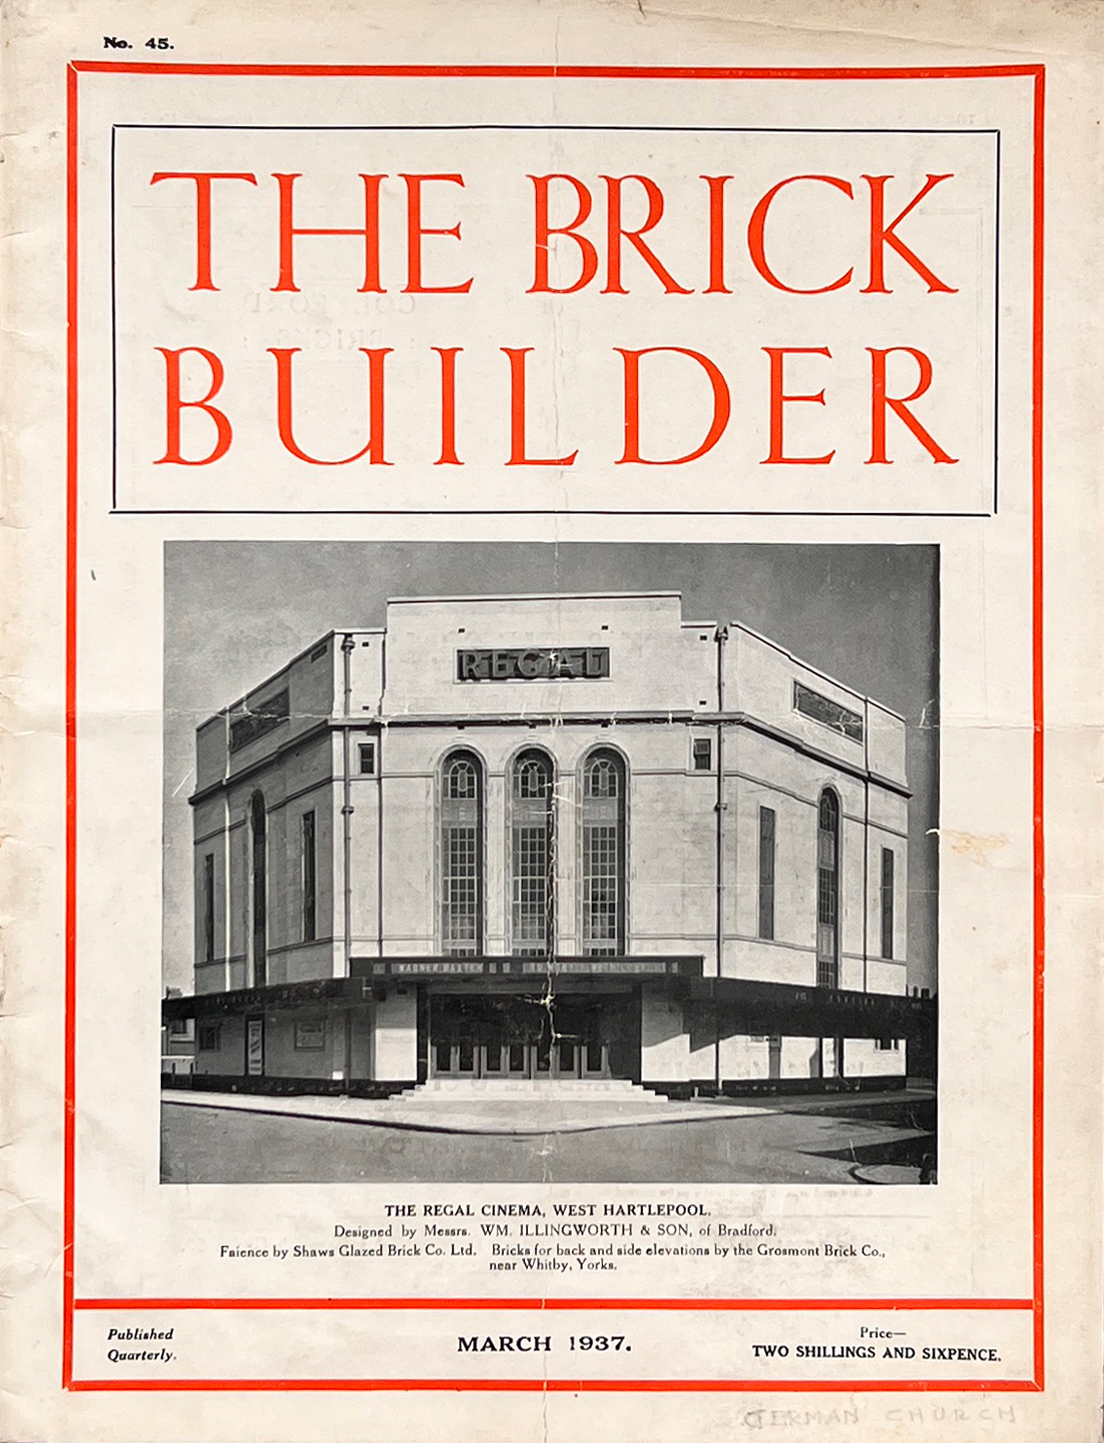 No. 45.
THE BRICK
BUILDER
REGAL
THE REGAL CINEMA, WEST HARTLEPOOL.
Designed by Messrs. WM. ILLINGWORTH & SON, of Bradford.
Faience by Shaws Glazed Brick Co. Ltd. Bricks for back and side elevations by the Grosmont Brick Co.,
near Whitby, Yorks.
Published
Quarterly.
MARCH 1937.
Price—
TWO SHILLINGS AND SIXPENCE.
GERMAN CHURCH